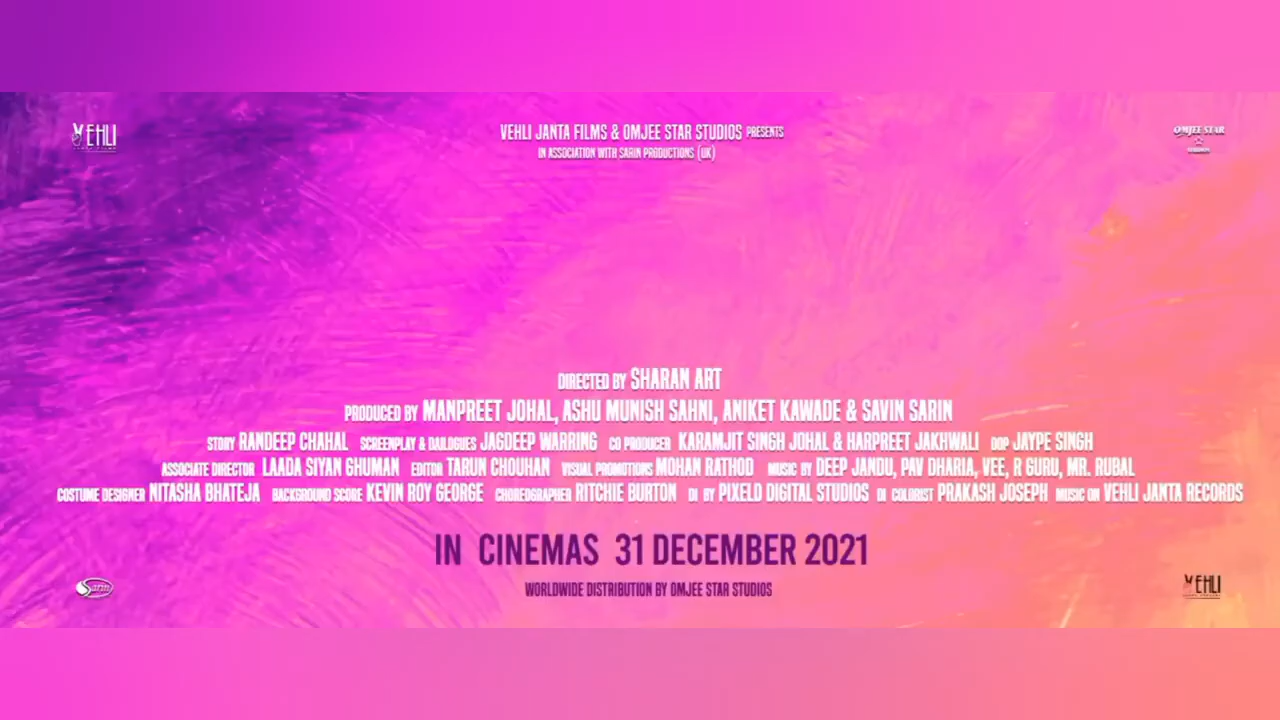 VEHLI
VEHLI JANTA FILMS & OMJEE STAR STUDIOS PRESENTS
IN ASSOCIATION WITH SARIN PRODUCTIONS (UK)
OMJEE STAR
DIRECTED BY SHARAN ART
PRODUCED BY MANPREET JOHAL, ASHU MUNISH SAHNI, ANIKET KAWADE & SAVIN SARIN
STORY RANDEEP CHAHAL SCREENPLAY & DAILOGUES JAGDEEP WARRING CO PRODUCER KARAMJIT SINGH JOHAL & HARPREET JAKHWALI DOP JAYPE SINGH
ASSOCIATE DIRECTOR LAADA SIYAN GHUMAN EDITOR TARUN CHOUHAN VISUAL PROMOTIONS MOHAN RATHOD MUSIC BY DEEP JANDU, PAV DHARIA, VEE, R GURU, MR. RUBAL
COSTUME DESIGNER NITASHA BHATEJA BACKGROUND SCORE KEVIN ROY GEORGE CHOREOGRAPHER RITCHIE BURTON DI BY PIXELD DIGITAL STUDIOS DI COLORIST PRAKASH JOSEPH MUSIC ON VEHLI JANTA RECORDS
IN CINEMAS 31 DECEMBER 2021
WORLDWIDE DISTRIBUTION BY OMJEE STAR STUDIOS
Sarin
VEHLI